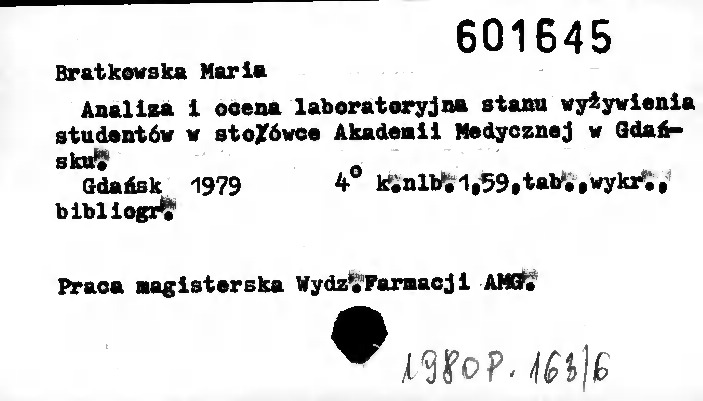 601645
Bratkowska Maria
Analiza i ocena laboratoryjna stanu wyżywienia
studentów w stołówce Akademii Medycznej w Gdań-
sku.
Gdańsk 1979 4° k.nlb.1,59,tab.,wykr.,
bibliogr.
Praca magisterska Wydz.Farmacji AMG.
1980 P. 163/6